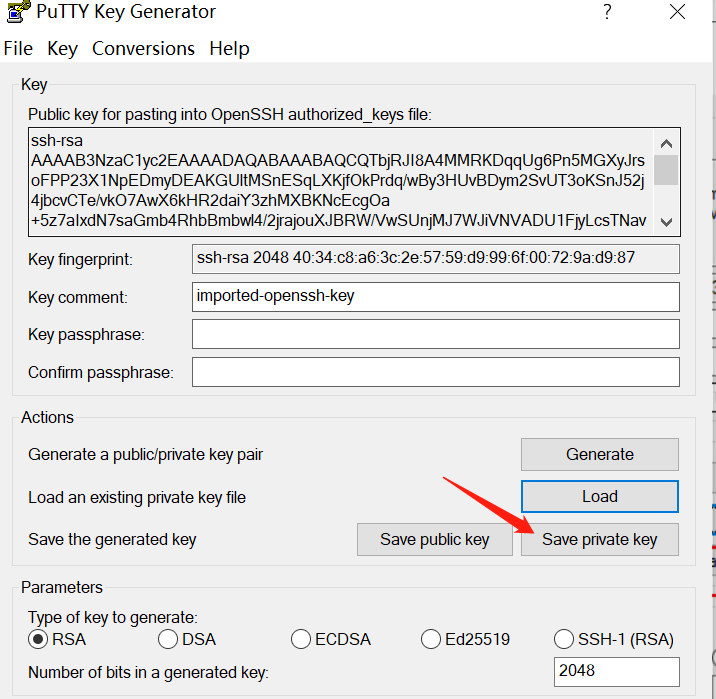 PuTTY Key Generator
?
File Key Conversions Help
Key
Public key for pasting into OpenSSH authorized_keys file:
ssh-rsa
AAAAB3NzaC1yc2EAAAADAQABAAABAQCQTbjRJI8A4MMRKDqqUg6Pn5MGXyJrs
oFPP23X1NpEDmyDEAKGUltMSnESqLXKjfOkPrdq/wBy3HUvBDym2SvUT3oKSnJ52j
4jbcvCTe/vkO7AwX6kHR2daiY3zhMXBKNcEcgOa
+5z7aIxdN7saGmb4RhbBmbwl4/2jrajouXJBRW/VwSUnjMJ7WJiVNVADU1FjyLcsTNav
Key fingerprint: ssh-rsa 2048 40:34:c8:a6:3c:2e:57:59:d9:99:6f:00:72:9a:d9:87
Key comment: imported-openssh-key
Key passphrase:
Confirm passphrase:
Actions
Generate a public/private key pair Generate
Load an existing private key file Load
Save the generated key Save public key Save private key
Parameters
Type of key to generate:
RSA DSA ECDSA Ed25519 SSH-1 (RSA)
Number of bits in a generated key: 2048